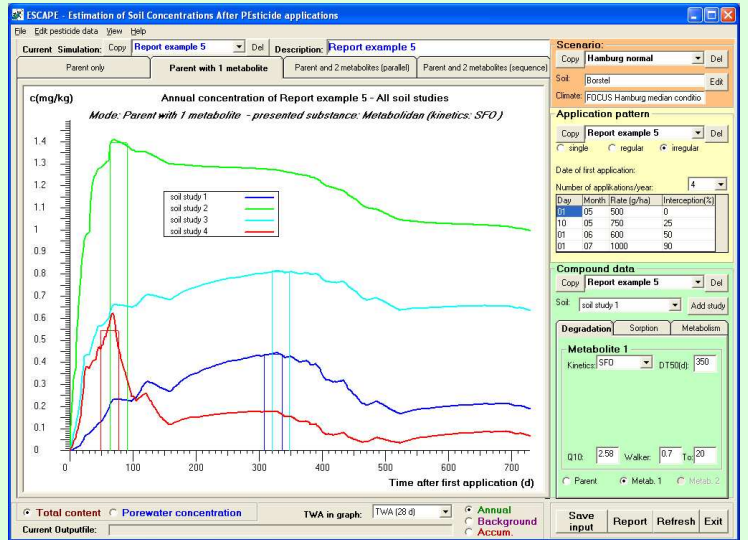 ESCAPE - Estimation of Soil Concentrations After PEsticide applications
File Edit pesticide data View Help
Current Simulation: Copy Report example 5 Del Description: Report example 5
Parent only
Parent with 1 metabolite
Parent and 2 metabolites (parallel)
Parent and 2 metabolites (sequence)
c(mg/kg)
Annual concentration of Report example 5 - All soil studies
Mode: Parent with 1 metabolite - presented substance: Metabolidan (kinetics: SFO )
1.4
1.3
1.2
1.1
1
0.9
0.8
0.7
0.6
0.5
0.4
0.3
0.2
0.1
0
soil study 1
soil study 2
soil study 3
soil study 4
0 100 200 300 400 500 600 700
Time after first application (d)
Total content Porewater concentration
TWA in graph: TWA (28 d)
Annual
Background
Accum.
Current Outputfile:
Scenario:
Copy Hamburg normal Del
Soil: Borstel Edit
Climate: FOCUS Hamburg median conditio
Application pattern
Copy Report example 5 Del
single regular irregular
Date of first application:
Number of applikations/year: 4
Day Month Rate (g/ha) Interception(%)
01 05 500 0
10 05 750 25
01 06 600 50
01 07 1000 90
Compound data
Copy Report example 5 Del
Soil: soil study 1 Add study
Degradation Sorption Metabolism
Metabolite 1
Kinetics: SFO DT50(d): 350
Q10: 2.58 Walker: 0.7 To: 20
Parent Metab. 1 Metab. 2
Save input Report Refresh Exit